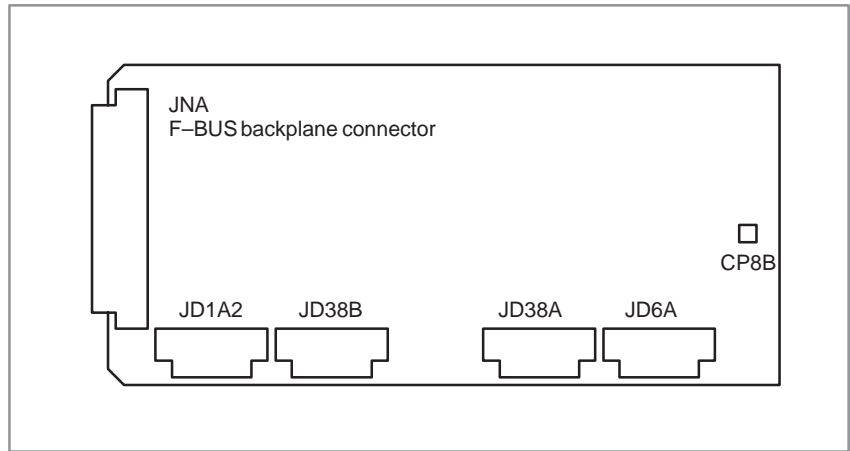 JNA
F–BUS backplane connector
CP8B
JD1A2
JD38B
JD38A
JD6A